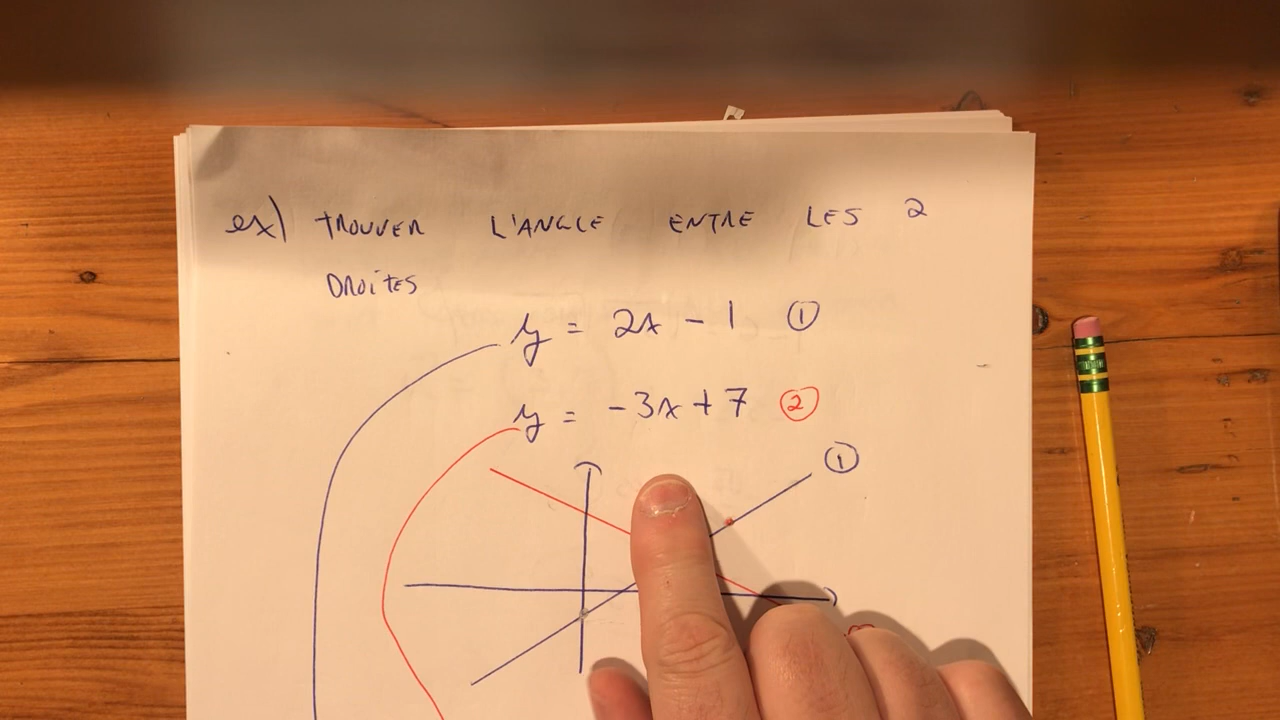 ex) TROUVER L'ANGLE ENTRE LES 2
DROITES
y = 2x - 1 ①
y = -3x + 7 ②
①